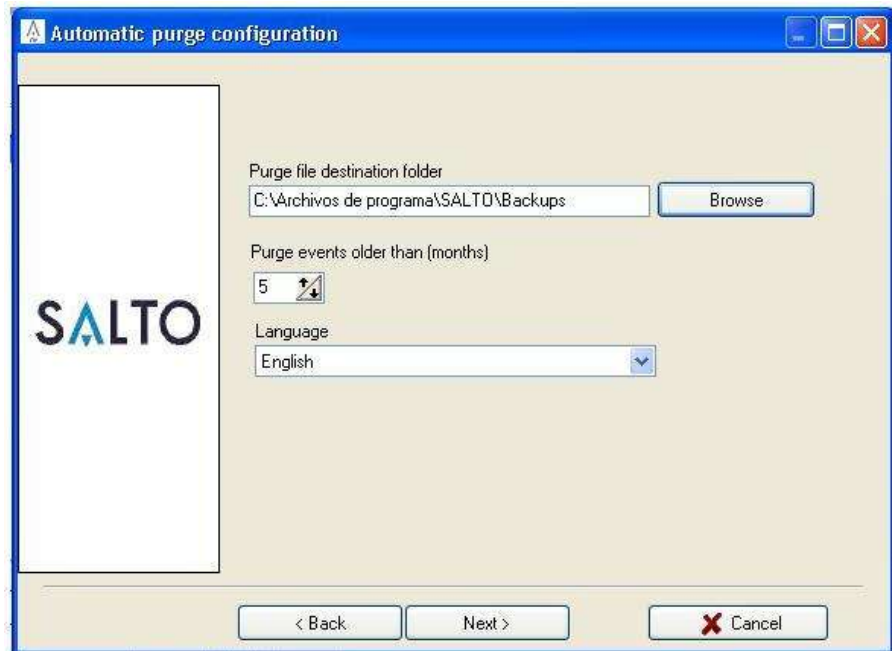 Automatic purge configuration
Purge file destination folder
C:\Archivos de programa\SALTO\Backups
Browse
Purge events older than (months)
5
SALTO
Language
English
< Back
Next >
Cancel